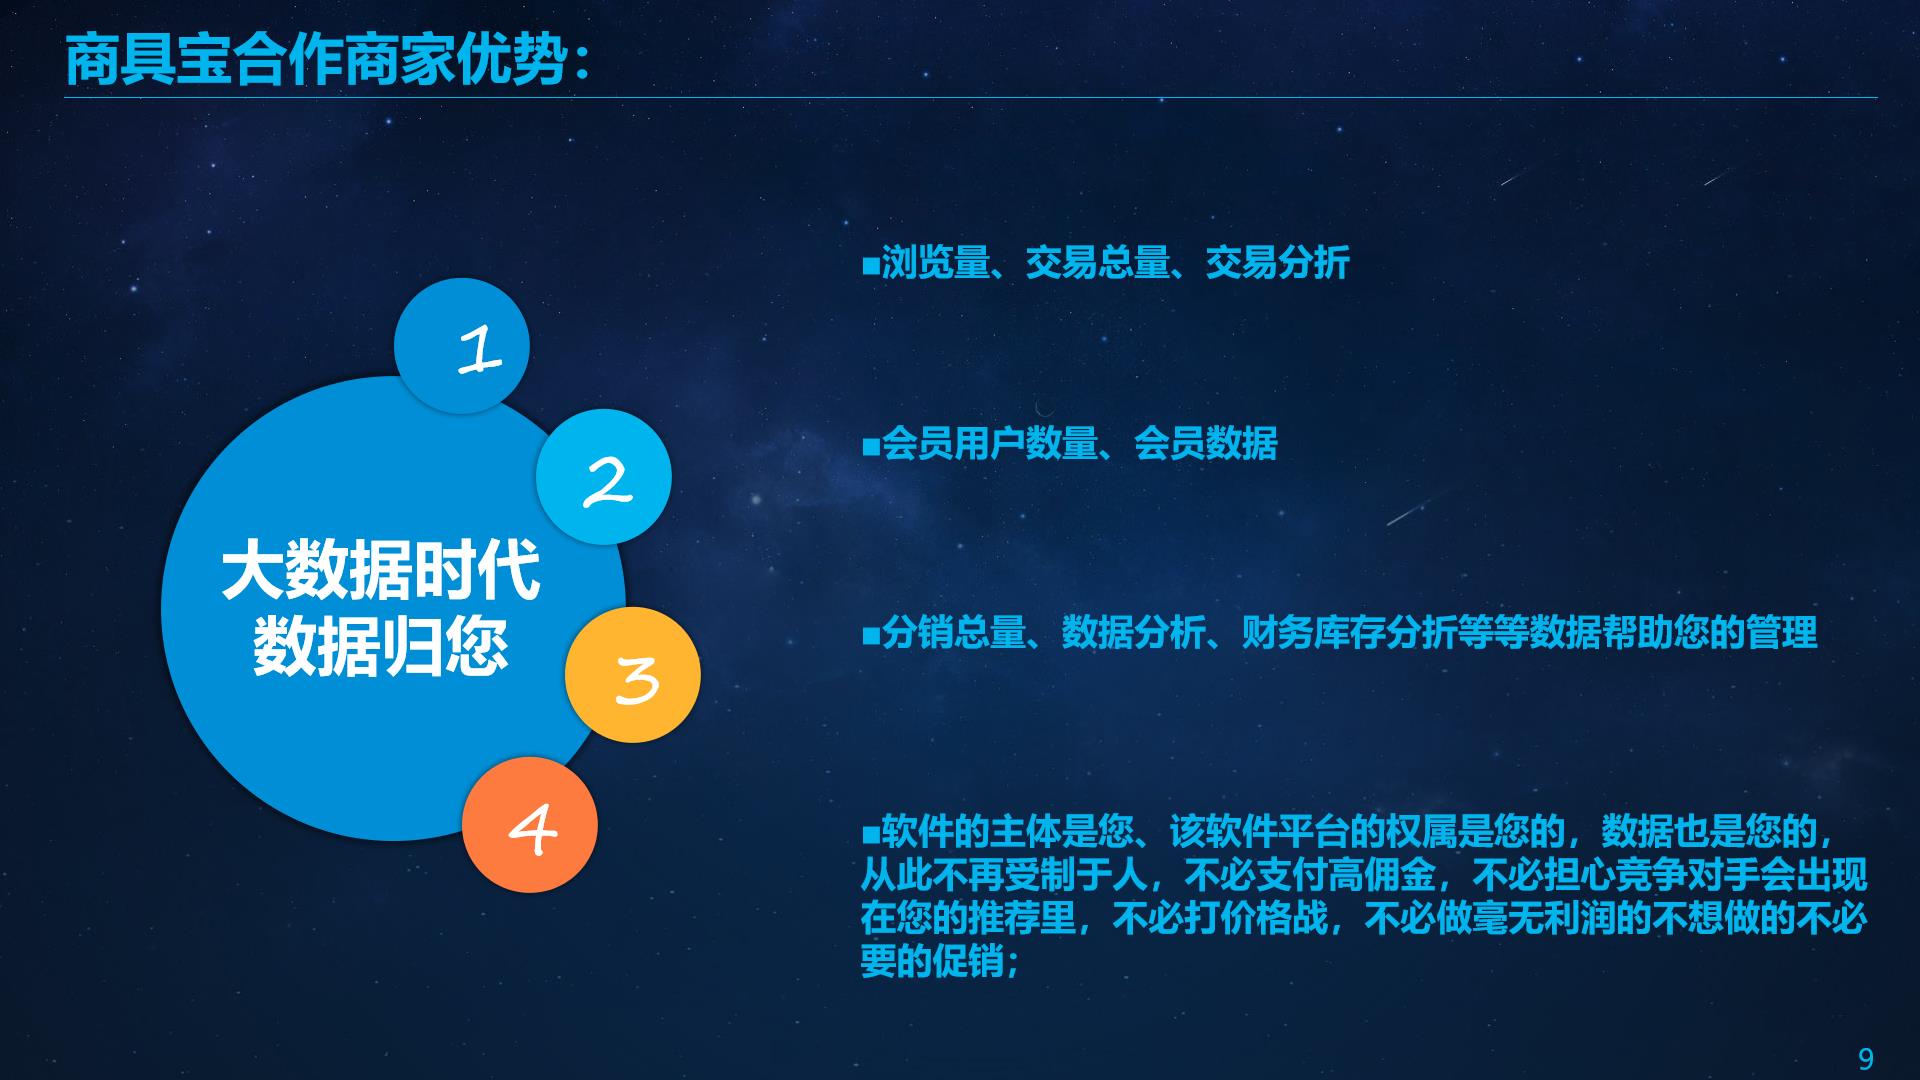 商具宝合作商家优势：
1
2
3
4
大数据时代
数据归您
■浏览量、交易总量、交易分折
■会员用户数量、会员数据
■分销总量、数据分析、财务库存分折等等数据帮助您的管理
■软件的主体是您、该软件平台的权属是您的，数据也是您的，
从此不再受制于人，不必支付高佣金，不必担心竞争对手会出现
在您的推荐里，不必打价格战，不必做毫无利润的不想做的不必
要的促销；
9